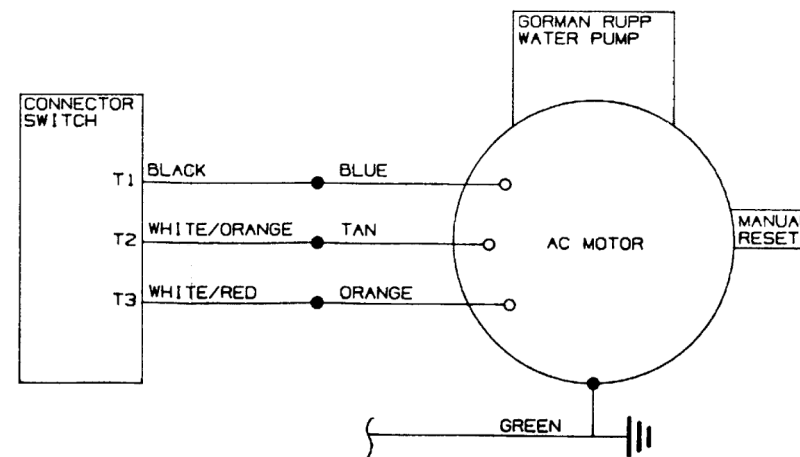 GORMAN RUPP
WATER PUMP
CONNECTOR
SWITCH
T1 BLACK BLUE
T2 WHITE/ORANGE TAN
T3 WHITE/RED ORANGE
AC MOTOR
MANUAL
RESET
GREEN